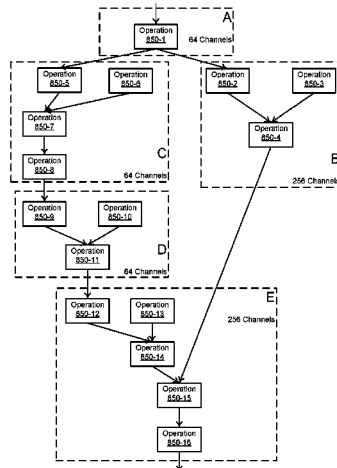 A
Operation
850-1
64 Channels
Operation
850-5
Operation
850-6
Operation
850-7
Operation
850-8
C
64 Channels
Operation
850-2
Operation
850-3
Operation
850-4
B
256 Channels
Operation
850-9
Operation
850-10
Operation
850-11
D
64 Channels
E
Operation
850-12
Operation
850-13
256 Channels
Operation
850-14
Operation
850-15
Operation
850-16